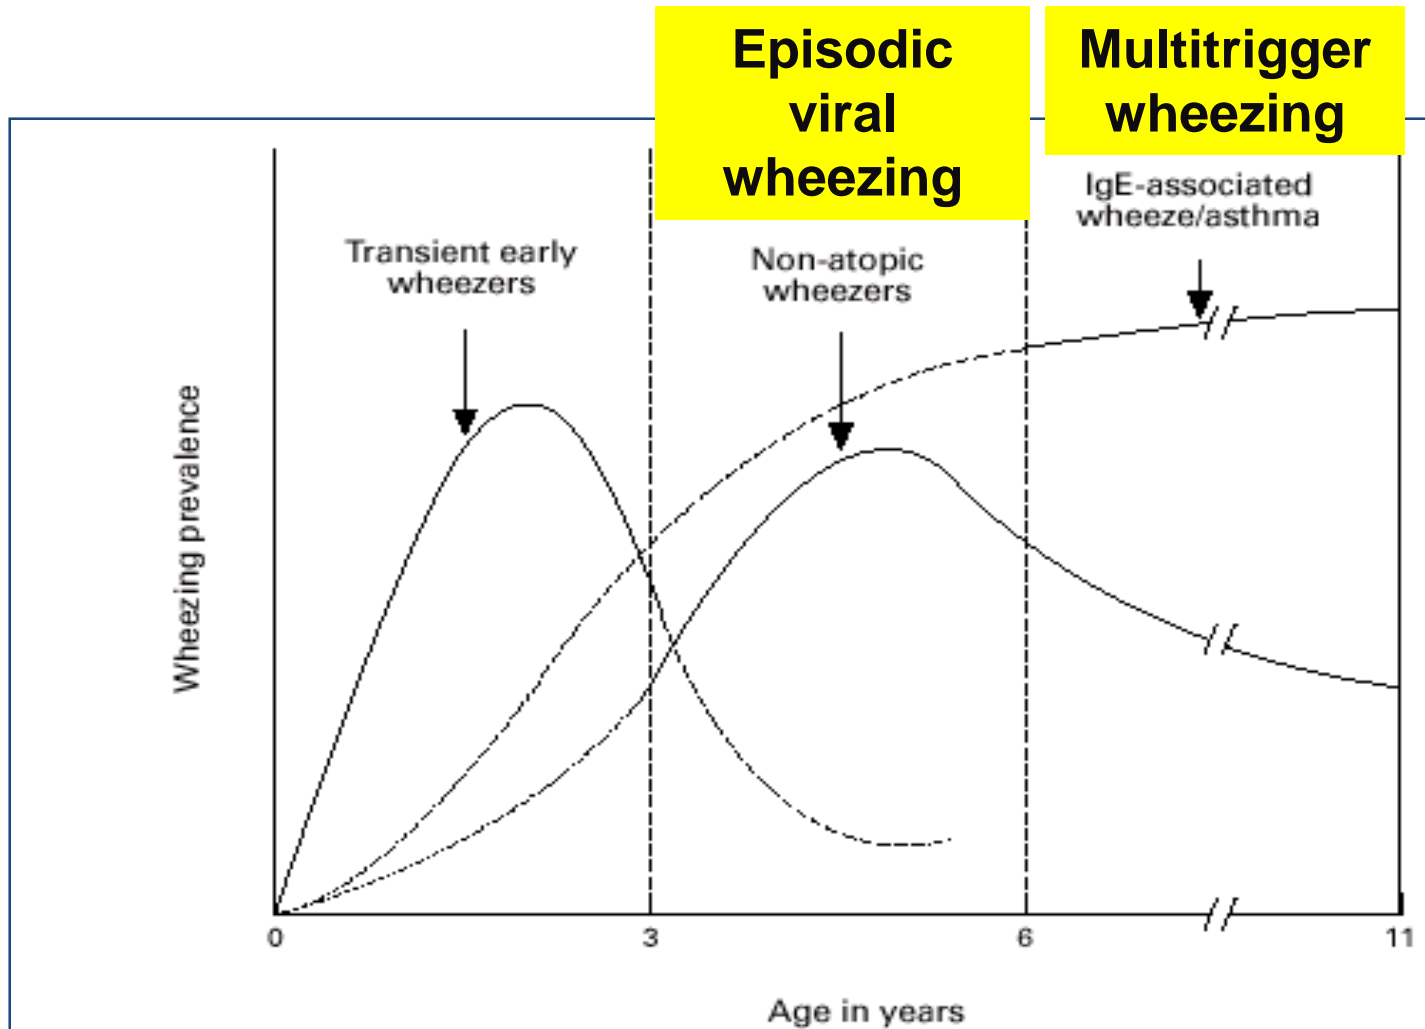 Episodic
viral
wheezing
Multitrigger
wheezing
IgE-associated
wheeze/asthma
Transient early
wheezers
Non-atopic
wheezers
Wheezing prevalence
0
3
6
11
Age in years